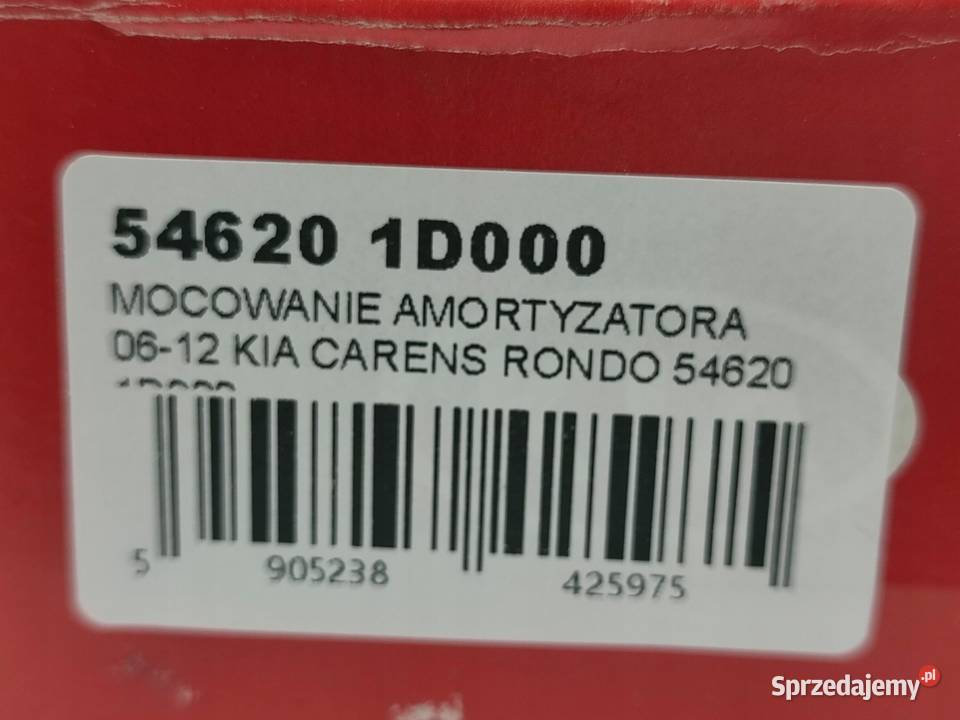 54620 1D000
MOCOWANIE AMORTYZATORA
06-12 KIA CARENS RONDO 54620
5 905238 425975
Sprzedajemy.pl